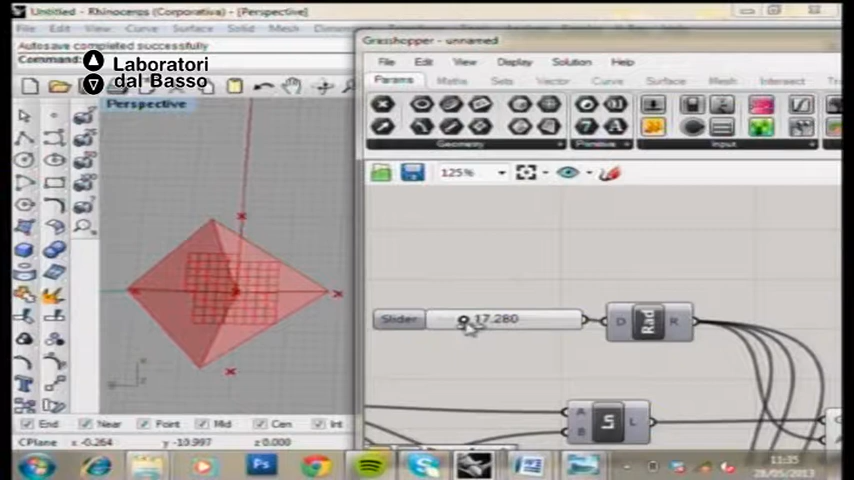 Untitled - Rhinoceros (Corporativa) - [Perspective]
File Edit View Curve Surface Solid Mesh
Autosave completed successfully
Command:
Laboratori
dal Basso
Perspective
Grasshopper - unnamed
File Edit View Display Solution Help
Params Maths Sets Vector Curve Surface Mesh Intersect
Geometry Primitive Input
125%
Slider 17.280
D Rad R
A
B Ln L
End Near Point Mid Cen Int
CPlane x -0.264 y -10.997 z 0.000
11:35
28/05/2013